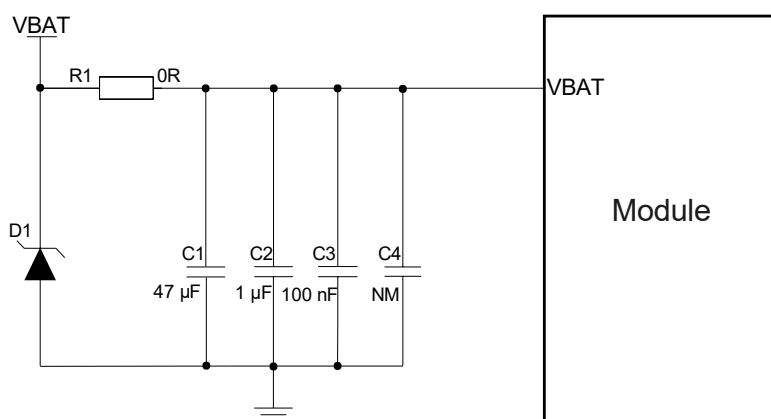 VBAT
R1 0R
VBAT
Module
D1
C1 C2 C3 C4
47 µF 1 µF 100 nF NM